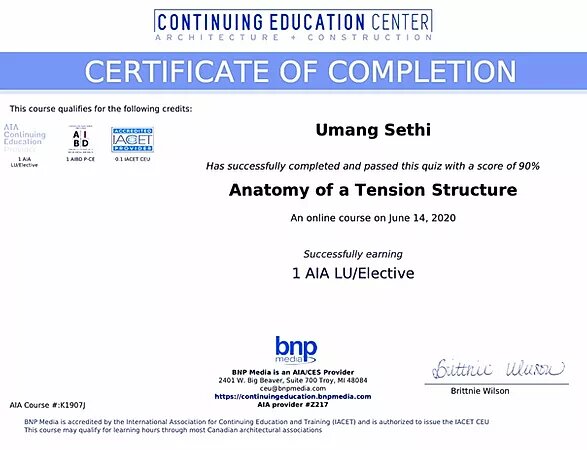 CONTINUING EDUCATION CENTER
ARCHITECTURE + CONSTRUCTION
CERTIFICATE OF COMPLETION
This course qualifies for the following credits:
AIA
Continuing
Education
Provider
1 AIA
LU/Elective
A I
B D
1 AIBD P-CE
ACCREDITED
IACET
PROVIDER
0.1 IACET CEU
Umang Sethi
Has successfully completed and passed this quiz with a score of 90%
Anatomy of a Tension Structure
An online course on June 14, 2020
Successfully earning
1 AIA LU/Elective
bnp
media
BNP Media is an AIA/CES Provider
2401 W. Big Beaver, Suite 700 Troy, MI 48084
ceu@bnpmedia.com
https://continuingeducation.bnpmedia.com
AIA provider #Z217
Brittnie Wilson
Brittnie Wilson
AIA Course #:K1907J
BNP Media is accredited by the International Association for Continuing Education and Training (IACET) and is authorized to issue the IACET CEU
This course may qualify for learning hours through most Canadian architectural associations